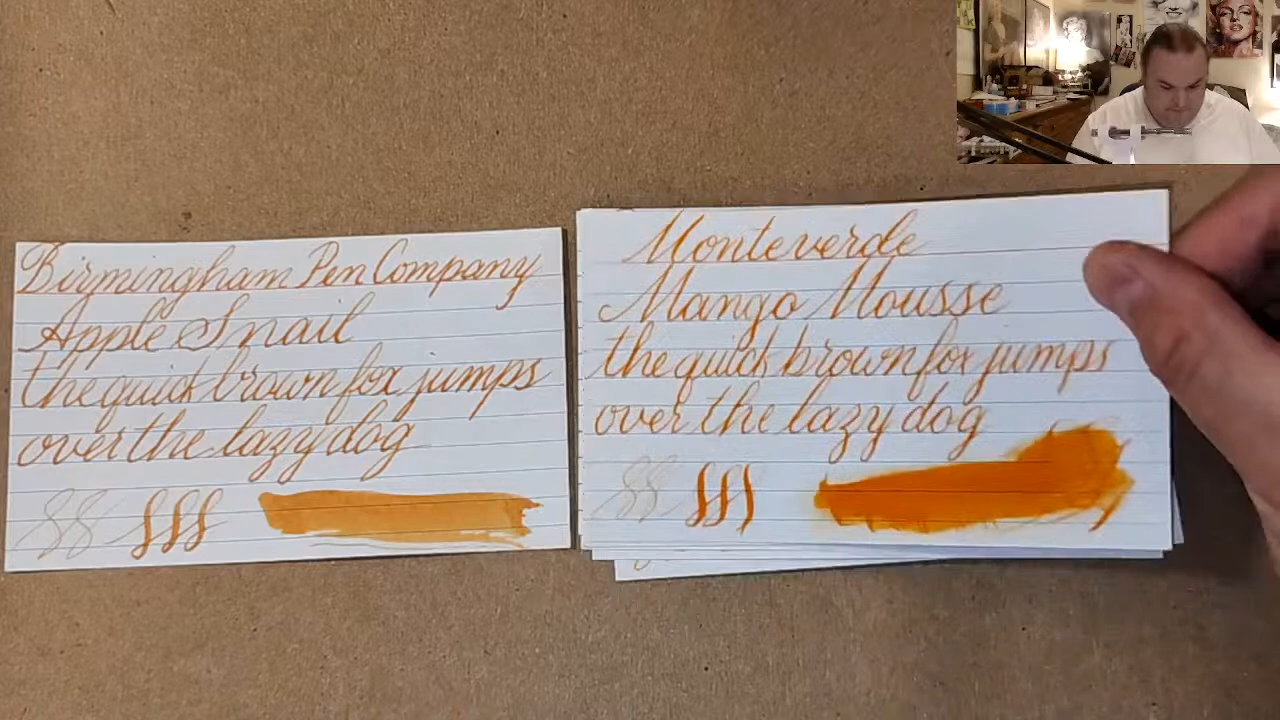 Birmingham Pen Company
Apple Snail
the quick brown fox jumps
over the lazy dog
Monteverde
Mango Mousse
the quick brown fox jumps
over the lazy dog